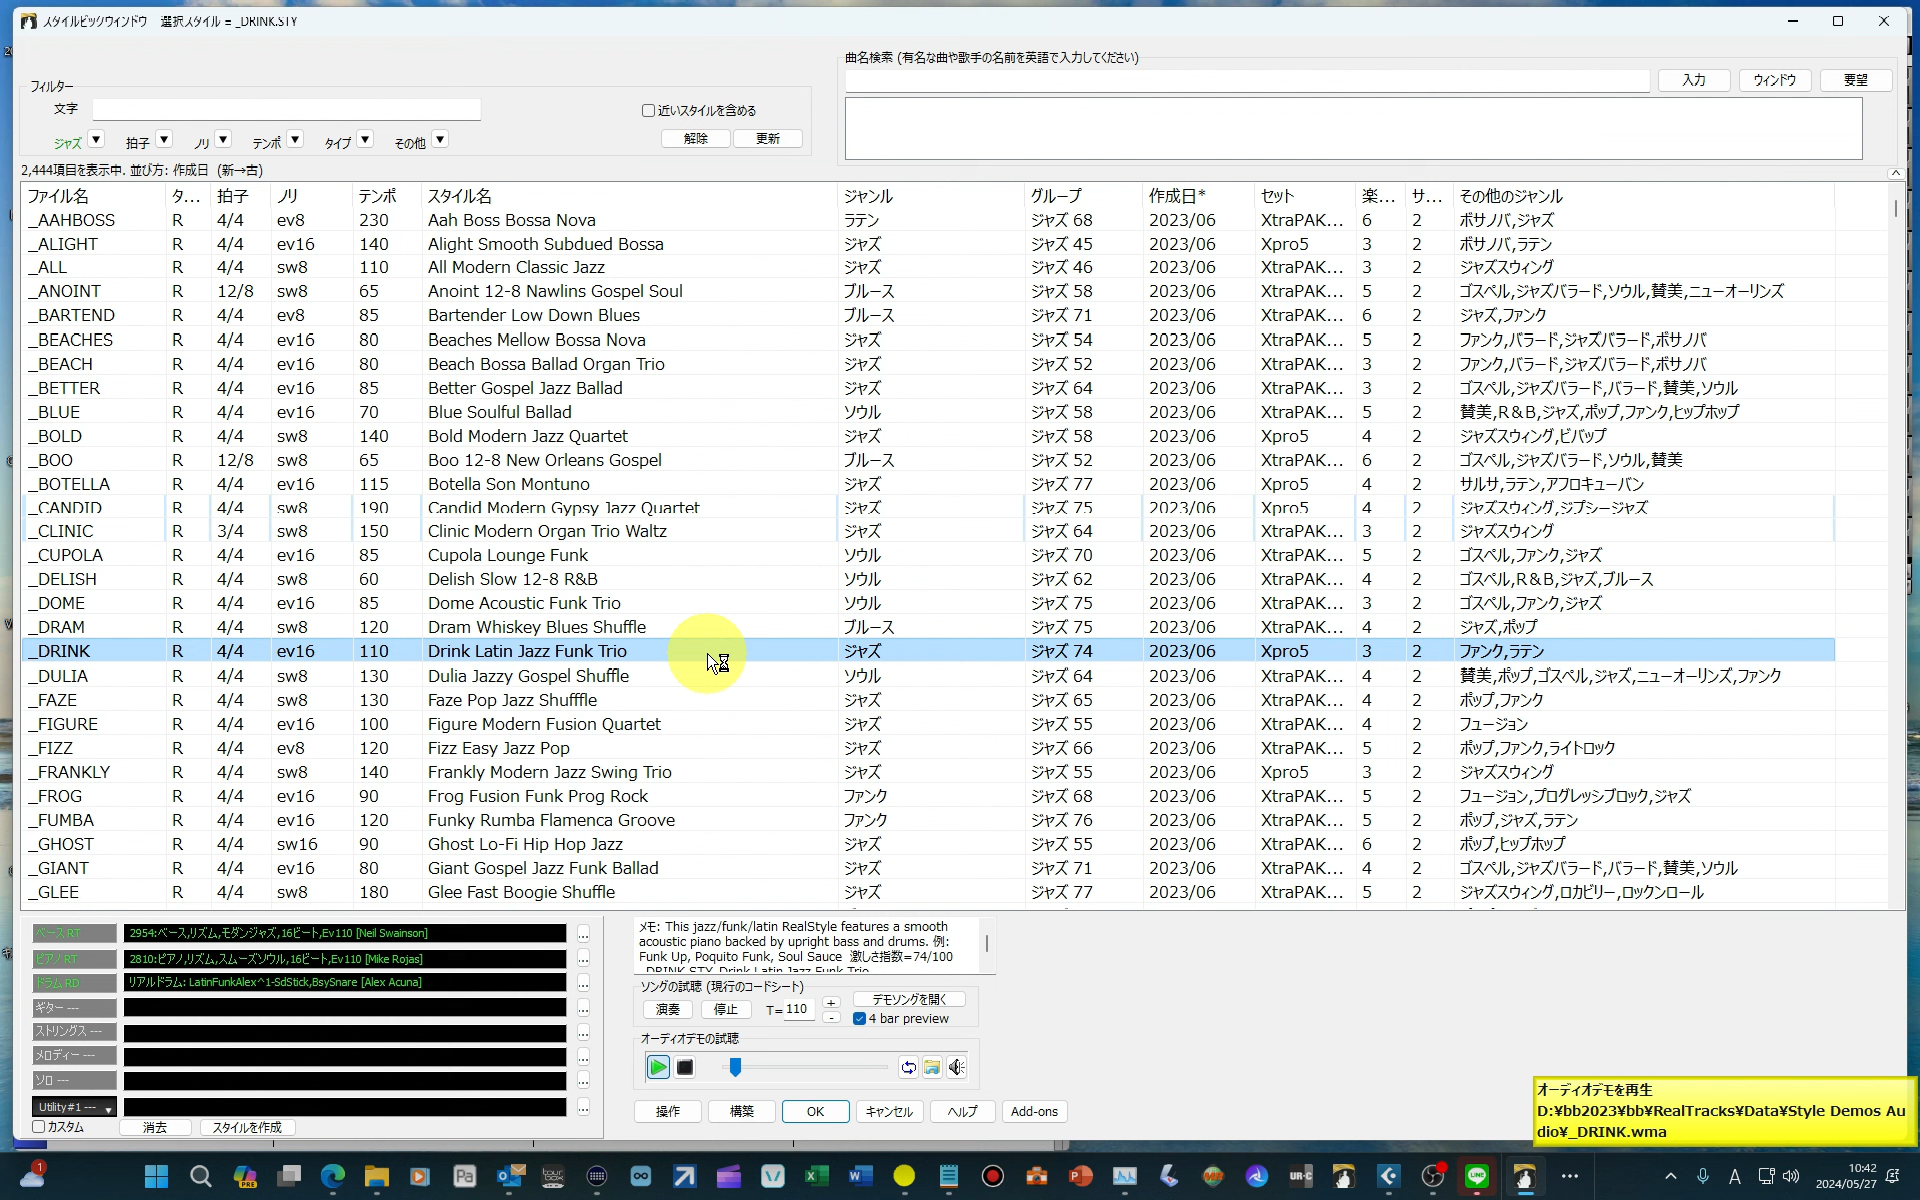 スタイルピックウィンドウ　選択スタイル = _DRINK.STY
曲名検索 (有名な曲や歌手の名前を英語で入力してください)
入力 ウィンドウ 要望
フィルター
文字
近いスタイルを含める
ジャズ 拍子 ノリ テンポ タイプ その他 解除 更新
2,444項目を表示中. 並び方: 作成日 (新→古)
ファイル名 タ... 拍子 ノリ テンポ スタイル名 ジャンル グループ 作成日* セット 楽... サ... その他のジャンル
_AAHBOSS R 4/4 ev8 230 Aah Boss Bossa Nova ラテン ジャズ 68 2023/06 XtraPAK... 6 2 ボサノバ,ジャズ
_ALIGHT R 4/4 ev16 140 Alight Smooth Subdued Bossa ジャズ ジャズ 45 2023/06 Xpro5 3 2 ボサノバ,ラテン
_ALL R 4/4 sw8 110 All Modern Classic Jazz ジャズ ジャズ 46 2023/06 XtraPAK... 3 2 ジャズスウィング
_ANOINT R 12/8 sw8 65 Anoint 12-8 Nawlins Gospel Soul ブルース ジャズ 58 2023/06 XtraPAK... 5 2 ゴスペル,ジャズバラード,ソウル,賛美,ニューオーリンズ
_BARTEND R 4/4 ev8 85 Bartender Low Down Blues ブルース ジャズ 71 2023/06 XtraPAK... 6 2 ジャズ,ファンク
_BEACHES R 4/4 ev16 80 Beaches Mellow Bossa Nova ジャズ ジャズ 54 2023/06 XtraPAK... 5 2 ファンク,バラード,ジャズバラード,ボサノバ
_BEACH R 4/4 ev16 80 Beach Bossa Ballad Organ Trio ジャズ ジャズ 52 2023/06 XtraPAK... 3 2 ファンク,バラード,ジャズバラード,ボサノバ
_BETTER R 4/4 ev16 85 Better Gospel Jazz Ballad ジャズ ジャズ 64 2023/06 XtraPAK... 3 2 ゴスペル,ジャズバラード,バラード,賛美,ソウル
_BLUE R 4/4 ev16 70 Blue Soulful Ballad ソウル ジャズ 58 2023/06 XtraPAK... 5 2 賛美,R&B,ジャズ,ポップ,ファンク,ヒップホップ
_BOLD R 4/4 sw8 140 Bold Modern Jazz Quartet ジャズ ジャズ 58 2023/06 Xpro5 4 2 ジャズスウィング,ビバップ
_BOO R 12/8 sw8 65 Boo 12-8 New Orleans Gospel ブルース ジャズ 52 2023/06 XtraPAK... 6 2 ゴスペル,ジャズバラード,ソウル,賛美
_BOTELLA R 4/4 ev16 115 Botella Son Montuno ジャズ ジャズ 77 2023/06 Xpro5 4 2 サルサ,ラテン,アフロキューバン
_CANDID R 4/4 sw8 190 Candid Modern Gypsy Jazz Quartet ジャズ ジャズ 75 2023/06 Xpro5 4 2 ジャズスウィング,ジプシージャズ
_CLINIC R 3/4 sw8 150 Clinic Modern Organ Trio Waltz ジャズ ジャズ 64 2023/06 XtraPAK... 3 2 ジャズスウィング
_CUPOLA R 4/4 ev16 85 Cupola Lounge Funk ソウル ジャズ 70 2023/06 XtraPAK... 5 2 ゴスペル,ファンク,ジャズ
_DELISH R 4/4 sw8 60 Delish Slow 12-8 R&B ソウル ジャズ 62 2023/06 XtraPAK... 4 2 ゴスペル,R&B,ジャズ,ブルース
_DOME R 4/4 ev16 85 Dome Acoustic Funk Trio ソウル ジャズ 75 2023/06 XtraPAK... 3 2 ゴスペル,ファンク,ジャズ
_DRAM R 4/4 sw8 120 Dram Whiskey Blues Shuffle ブルース ジャズ 75 2023/06 XtraPAK... 4 2 ジャズ,ポップ
_DRINK R 4/4 ev16 110 Drink Latin Jazz Funk Trio ジャズ ジャズ 74 2023/06 Xpro5 3 2 ファンク,ラテン
_DULIA R 4/4 sw8 130 Dulia Jazzy Gospel Shuffle ソウル ジャズ 64 2023/06 XtraPAK... 4 2 賛美,ポップ,ゴスペル,ジャズ,ニューオーリンズ,ファンク
_FAZE R 4/4 sw8 130 Faze Pop Jazz Shufffle ジャズ ジャズ 65 2023/06 XtraPAK... 4 2 ポップ,ファンク
_FIGURE R 4/4 ev16 100 Figure Modern Fusion Quartet ジャズ ジャズ 55 2023/06 XtraPAK... 4 2 フュージョン
_FIZZ R 4/4 ev8 120 Fizz Easy Jazz Pop ジャズ ジャズ 66 2023/06 XtraPAK... 5 2 ポップ,ファンク,ライトロック
_FRANKLY R 4/4 sw8 140 Frankly Modern Jazz Swing Trio ジャズ ジャズ 55 2023/06 Xpro5 3 2 ジャズスウィング
_FROG R 4/4 ev16 90 Frog Fusion Funk Prog Rock ファンク ジャズ 68 2023/06 XtraPAK... 5 2 フュージョン,プログレッシブロック,ジャズ
_FUMBA R 4/4 ev16 120 Funky Rumba Flamenca Groove ファンク ジャズ 76 2023/06 XtraPAK... 5 2 ポップ,ジャズ,ラテン
_GHOST R 4/4 sw16 90 Ghost Lo-Fi Hip Hop Jazz ジャズ ジャズ 55 2023/06 XtraPAK... 6 2 ポップ,ヒップホップ
_GIANT R 4/4 ev16 80 Giant Gospel Jazz Funk Ballad ジャズ ジャズ 71 2023/06 XtraPAK... 4 2 ゴスペル,ジャズバラード,バラード,賛美,ソウル
_GLEE R 4/4 sw8 180 Glee Fast Boogie Shuffle ジャズ ジャズ 77 2023/06 XtraPAK... 5 2 ジャズスウィング,ロカビリー,ロックンロール
ベース RT 2954:ベース,リズム,モダンジャズ,16ビート,Ev110 [Neil Swainson] ...
ピアノ RT 2810:ピアノ,リズム,スムーズソウル,16ビート,Ev110 [Mike Rojas] ...
ドラム RD リアルドラム: LatinFunkAlex^1-SdStick,BsySnare [Alex Acuna] ...
ギター --- ...
ストリングス --- ...
メロディー --- ...
ソロ --- ...
Utility#1 --- ...
カスタム 消去 スタイルを作成
メモ: This jazz/funk/latin RealStyle features a smooth
acoustic piano backed by upright bass and drums. 例:
Funk Up, Poquito Funk, Soul Sauce 激しさ指数=74/100
_DRINK.STY, Drink Latin Jazz Funk Trio
ソングの試聴 (現行のコードシート)
演奏 停止 T= 110 + - デモソングを開く
4 bar preview
オーディオデモの試聴
操作 構築 OK キャンセル ヘルプ Add-ons
オーディオデモを再生
D:¥bb2023¥bb¥RealTracks¥Data¥Style Demos Au
dio¥_DRINK.wma
1 PRE Pa UR-C LINE A 10:42
2024/05/27